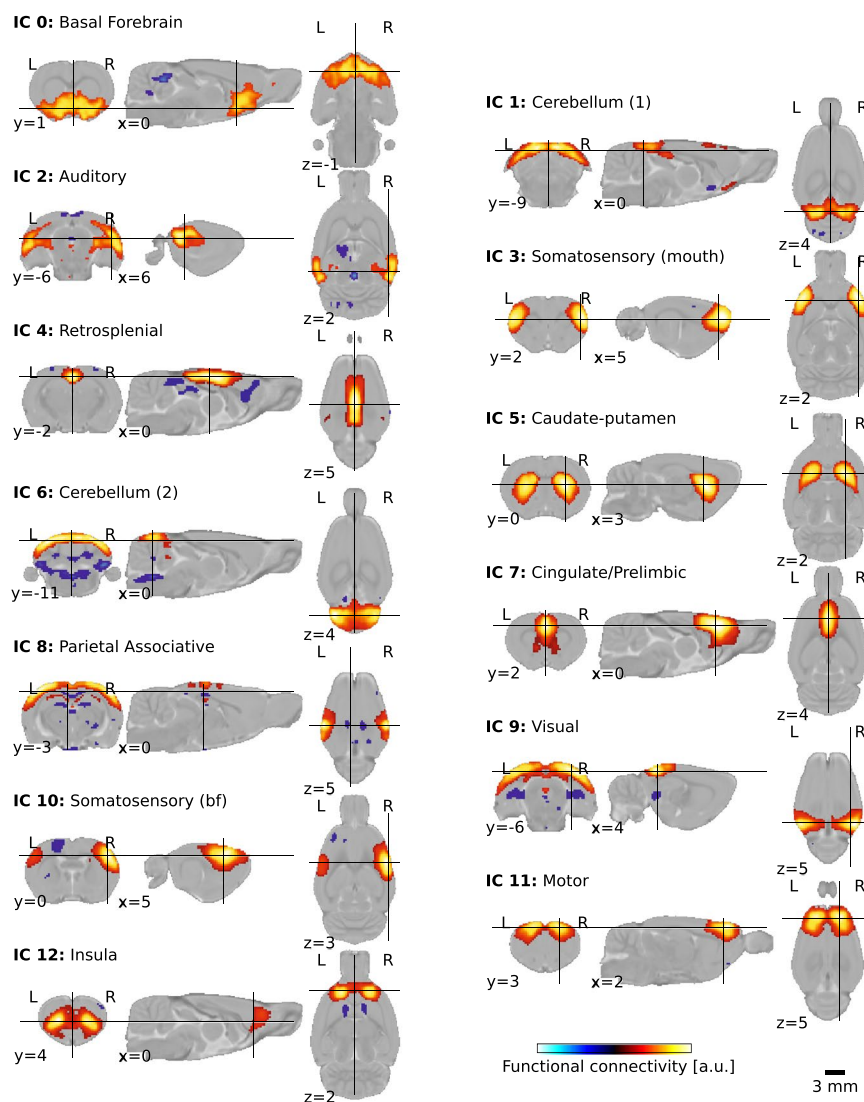 IC 0: Basal Forebrain
L R
L R
y=1 x=0
z=-1
IC 1: Cerebellum (1)
L R
L R
y=-9 x=0
z=4
IC 2: Auditory
L R
L R
y=-6 x=6
z=2
IC 3: Somatosensory (mouth)
L R
L R
y=2 x=5
z=2
IC 4: Retrosplenial
L R
L R
y=-2 x=0
z=5
IC 5: Caudate-putamen
L R
L R
y=0 x=3
z=2
IC 6: Cerebellum (2)
L R
L R
y=-11 x=0
z=4
IC 7: Cingulate/Prelimbic
L R
L R
y=2 x=0
z=4
IC 8: Parietal Associative
L R
L R
y=-3 x=0
z=5
IC 9: Visual
L R
L R
y=-6 x=4
z=5
IC 10: Somatosensory (bf)
L R
L R
y=0 x=5
z=3
IC 11: Motor
L R
L R
y=3 x=2
z=5
IC 12: Insula
L R
L R
y=4 x=0
z=2
Functional connectivity [a.u.]
3 mm